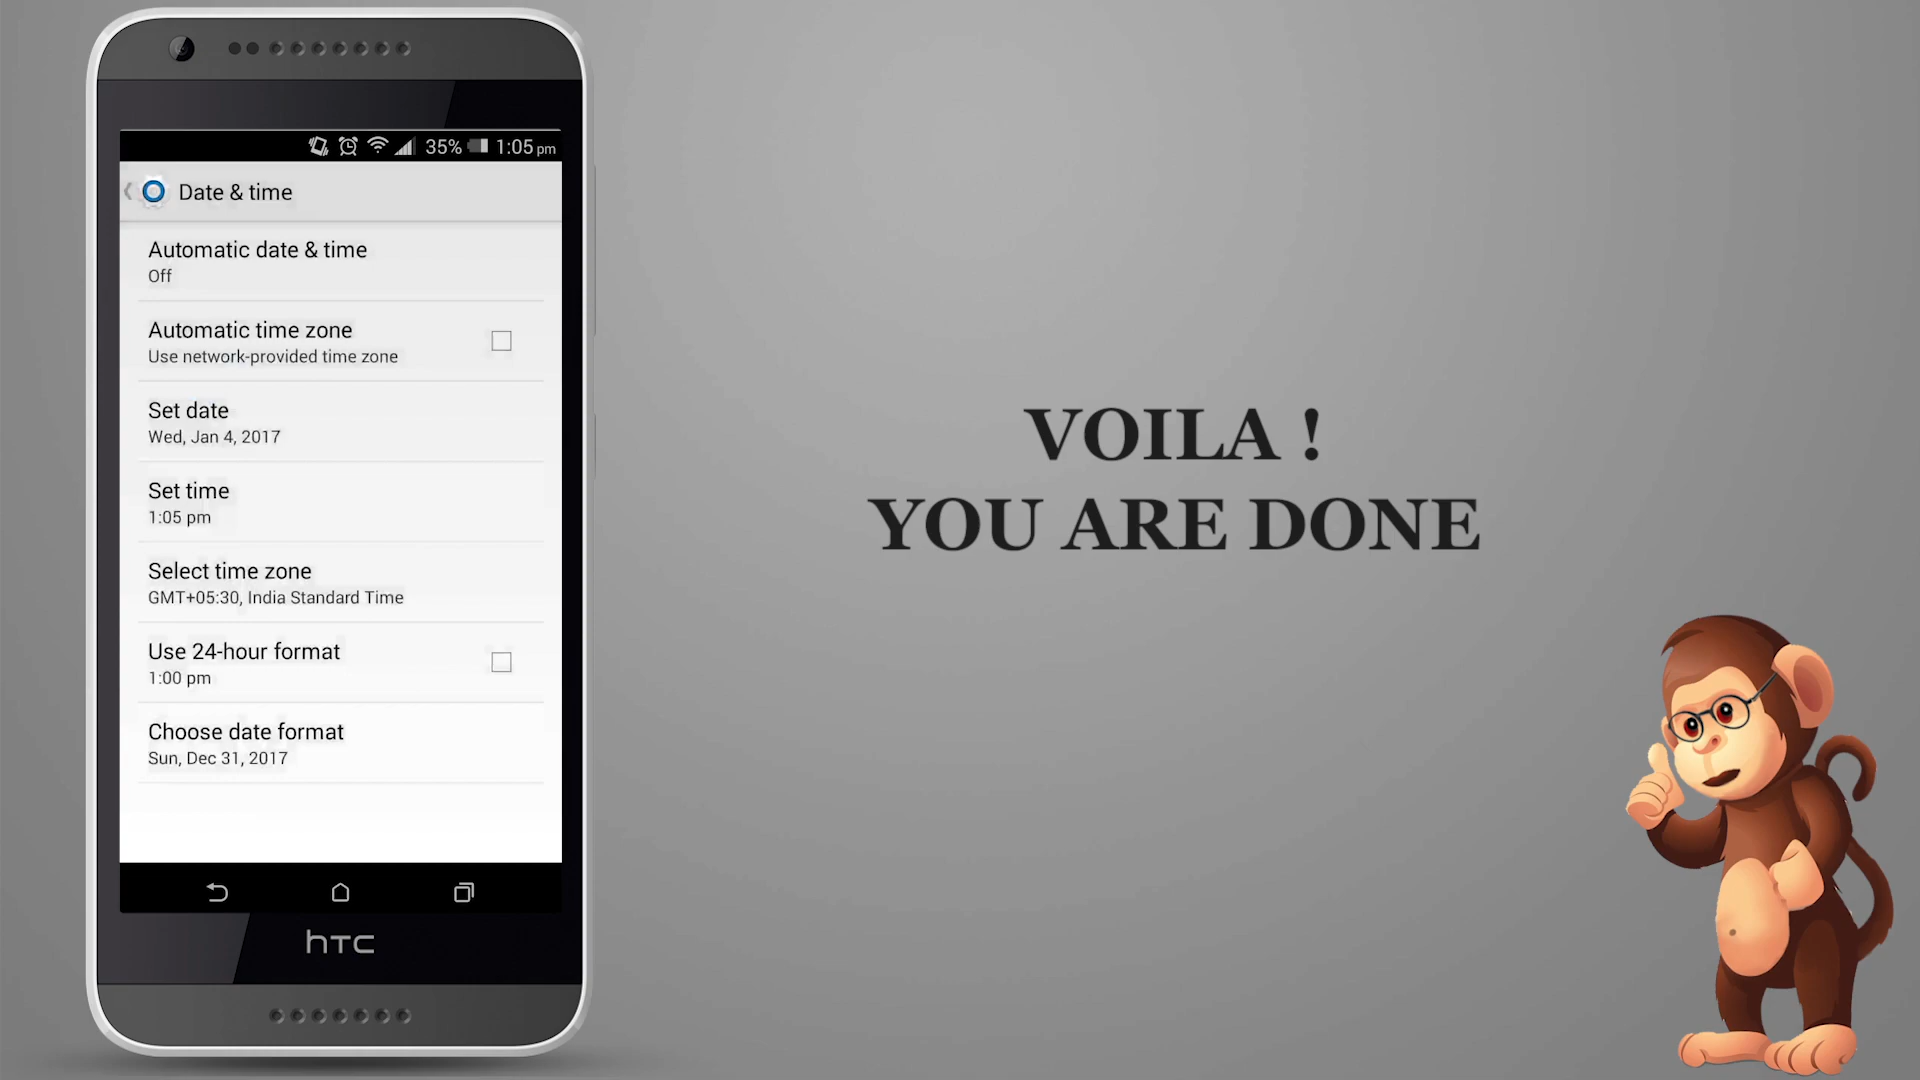 35% 1:05 pm
Date & time
Automatic date & time
Off
Automatic time zone
Use network-provided time zone
Set date
Wed, Jan 4, 2017
Set time
1:05 pm
Select time zone
GMT+05:30, India Standard Time
Use 24-hour format
1:00 pm
Choose date format
Sun, Dec 31, 2017
hTC
VOILA !
YOU ARE DONE